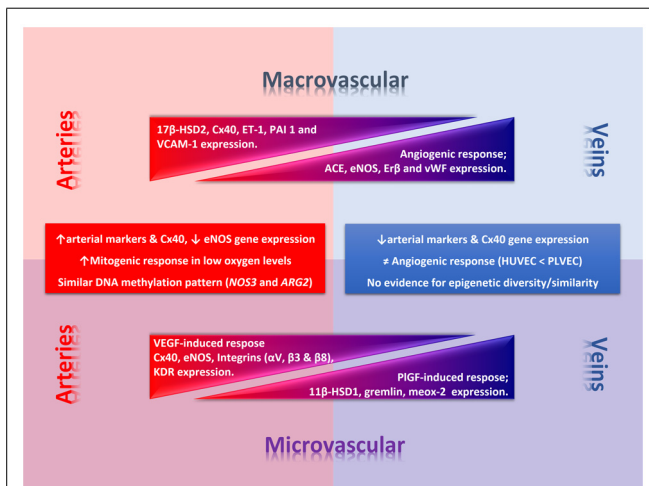 Macrovascular
Arteries
17β-HSD2, Cx40, ET-1, PAI 1 and
VCAM-1 expression.
Angiogenic response;
ACE, eNOS, Erβ and vWF expression.
Veins
↑arterial markers & Cx40, ↓ eNOS gene expression
↑Mitogenic response in low oxygen levels
Similar DNA methylation pattern (NOS3 and ARG2)
↓arterial markers & Cx40 gene expression
≠ Angiogenic response (HUVEC < PLVEC)
No evidence for epigenetic diversity/similarity
Arteries
VEGF-induced respose
Cx40, eNOS, Integrins (αV, β3 & β8),
KDR expression.
PlGF-induced respose;
11β-HSD1, gremlin, meox-2 expression.
Veins
Microvascular